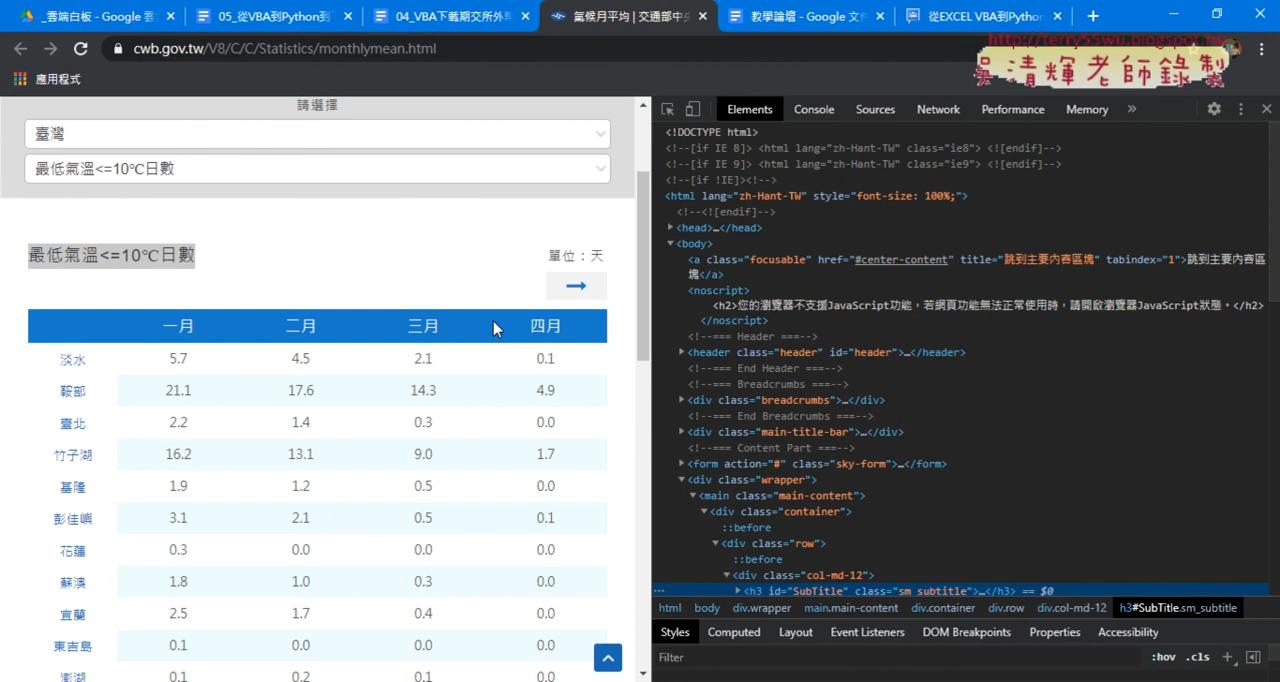 _雲端白板 - Google 雲
05_從VBA到Python到
04_VBA下載期交所外
氣候月平均 | 交通部中央
教學論壇 - Google 文
從EXCEL VBA到Python
cwb.gov.tw/V8/C/C/Statistics/monthlymean.html
http://terry55wu.blogspot.tw
吳清輝老師錄製
應用程式
請選擇
臺灣
最低氣溫<=10℃日數
最低氣溫<=10℃日數
單位：天
一月 二月 三月 四月
淡水 5.7 4.5 2.1 0.1
鞍部 21.1 17.6 14.3 4.9
臺北 2.2 1.4 0.3 0.0
竹子湖 16.2 13.1 9.0 1.7
基隆 1.9 1.2 0.5 0.0
彭佳嶼 3.1 2.1 0.5 0.1
花蓮 0.3 0.0 0.0 0.0
蘇澳 1.8 1.0 0.3 0.0
宜蘭 2.5 1.7 0.4 0.0
東吉島 0.1 0.0 0.0 0.0
澎湖 0.1 0.2 0.1 0.0
Elements Console Sources Network Performance Memory »
<!DOCTYPE html>
<!--[if IE 8]> <html lang="zh-Hant-TW" class="ie8"> <![endif]-->
<!--[if IE 9]> <html lang="zh-Hant-TW" class="ie9"> <![endif]-->
<!--[if !IE]><!-->
<html lang="zh-Hant-TW" style="font-size: 100%;">
<!--<![endif]-->
<head>…</head>
<body>
<a class="focusable" href="#center-content" title="跳到主要內容區塊" tabindex="1">跳到主要內容區
塊</a>
<noscript>
<h2>您的瀏覽器不支援JavaScript功能，若網頁功能無法正常使用時，請開啟瀏覽器JavaScript狀態。</h2>
</noscript>
<!--=== Header ===-->
<header class="header" id="header">…</header>
<!--=== End Header ===-->
<!--=== Breadcrumbs ===-->
<div class="breadcrumbs">…</div>
<!--=== End Breadcrumbs ===-->
<div class="main-title-bar">…</div>
<!--=== Content Part ===-->
<form action="#" class="sky-form">…</form>
<div class="wrapper">
<main class="main-content">
<div class="container">
::before
<div class="row">
::before
<div class="col-md-12">
<h3 id="SubTitle" class="sm_subtitle">…</h3> == $0
html body div.wrapper main.main-content div.container div.row div.col-md-12 h3#SubTitle.sm_subtitle
Styles Computed Layout Event Listeners DOM Breakpoints Properties Accessibility
Filter
:hov .cls